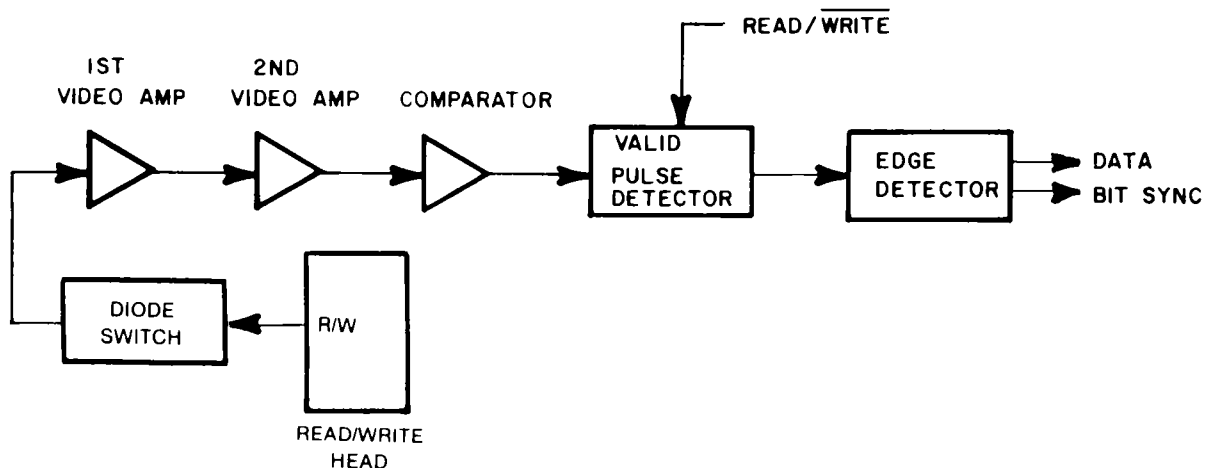 READ/WRITE
1ST
VIDEO AMP
2ND
VIDEO AMP
COMPARATOR
VALID
PULSE
DETECTOR
EDGE
DETECTOR
DATA
BIT SYNC
DIODE
SWITCH
R/W
READ/WRITE
HEAD